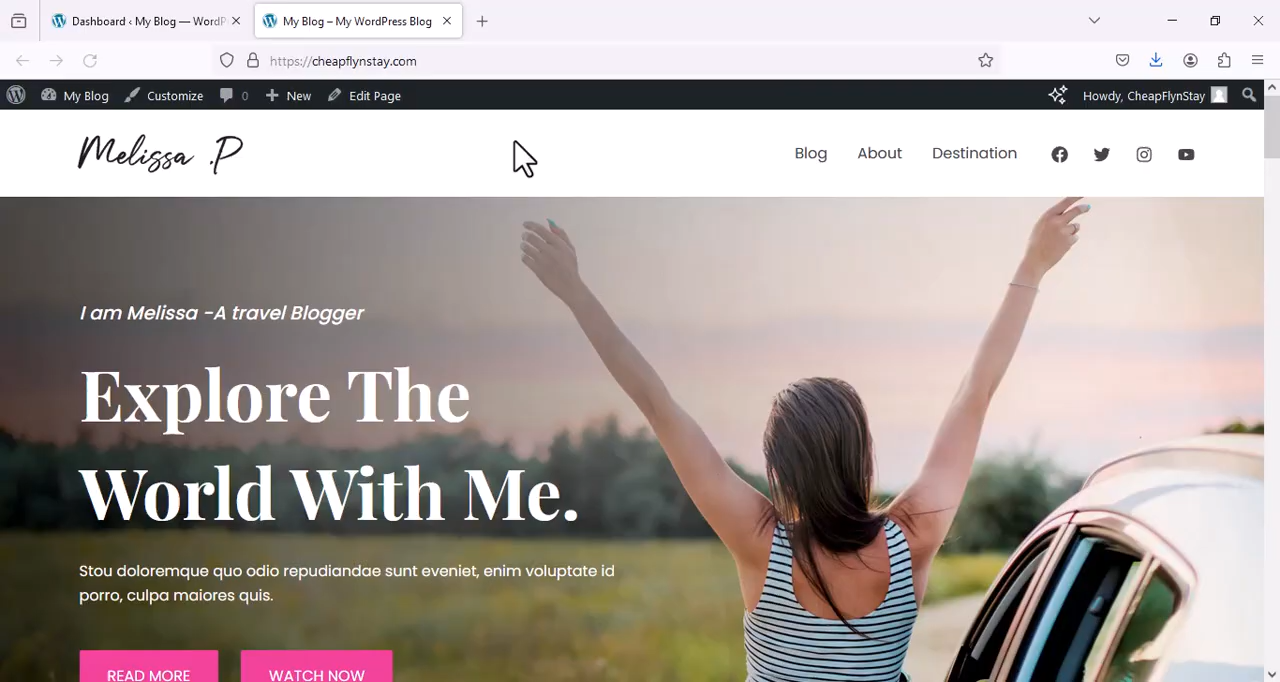 Dashboard ‹ My Blog — WordP
My Blog – My WordPress Blog
https://cheapflynstay.com
My Blog
Customize
0
New
Edit Page
Howdy, CheapFlynStay
Melissa .P
Blog
About
Destination
I am Melissa -A travel Blogger
Explore The
World With Me.
Stou doloremque quo odio repudiandae sunt eveniet, enim voluptate id
porro, culpa maiores quis.
READ MORE
WATCH NOW